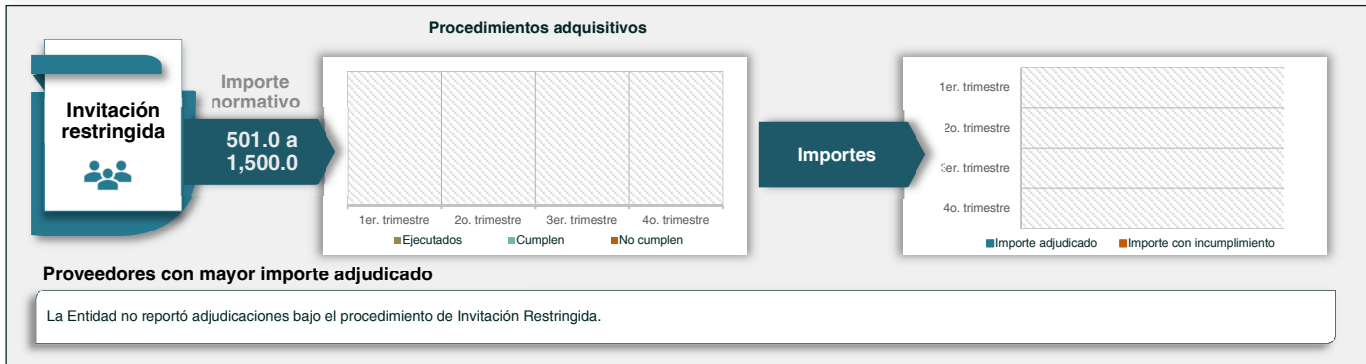 Procedimientos adquisitivos
Invitación
restringida
Importe
normativo
501.0 a
1,500.0
1er. trimestre 2o. trimestre 3er. trimestre 4o. trimestre
Ejecutados Cumplen No cumplen
Importes
1er. trimestre
2o. trimestre
3er. trimestre
4o. trimestre
Importe adjudicado Importe con incumplimiento
Proveedores con mayor importe adjudicado
La Entidad no reportó adjudicaciones bajo el procedimiento de Invitación Restringida.